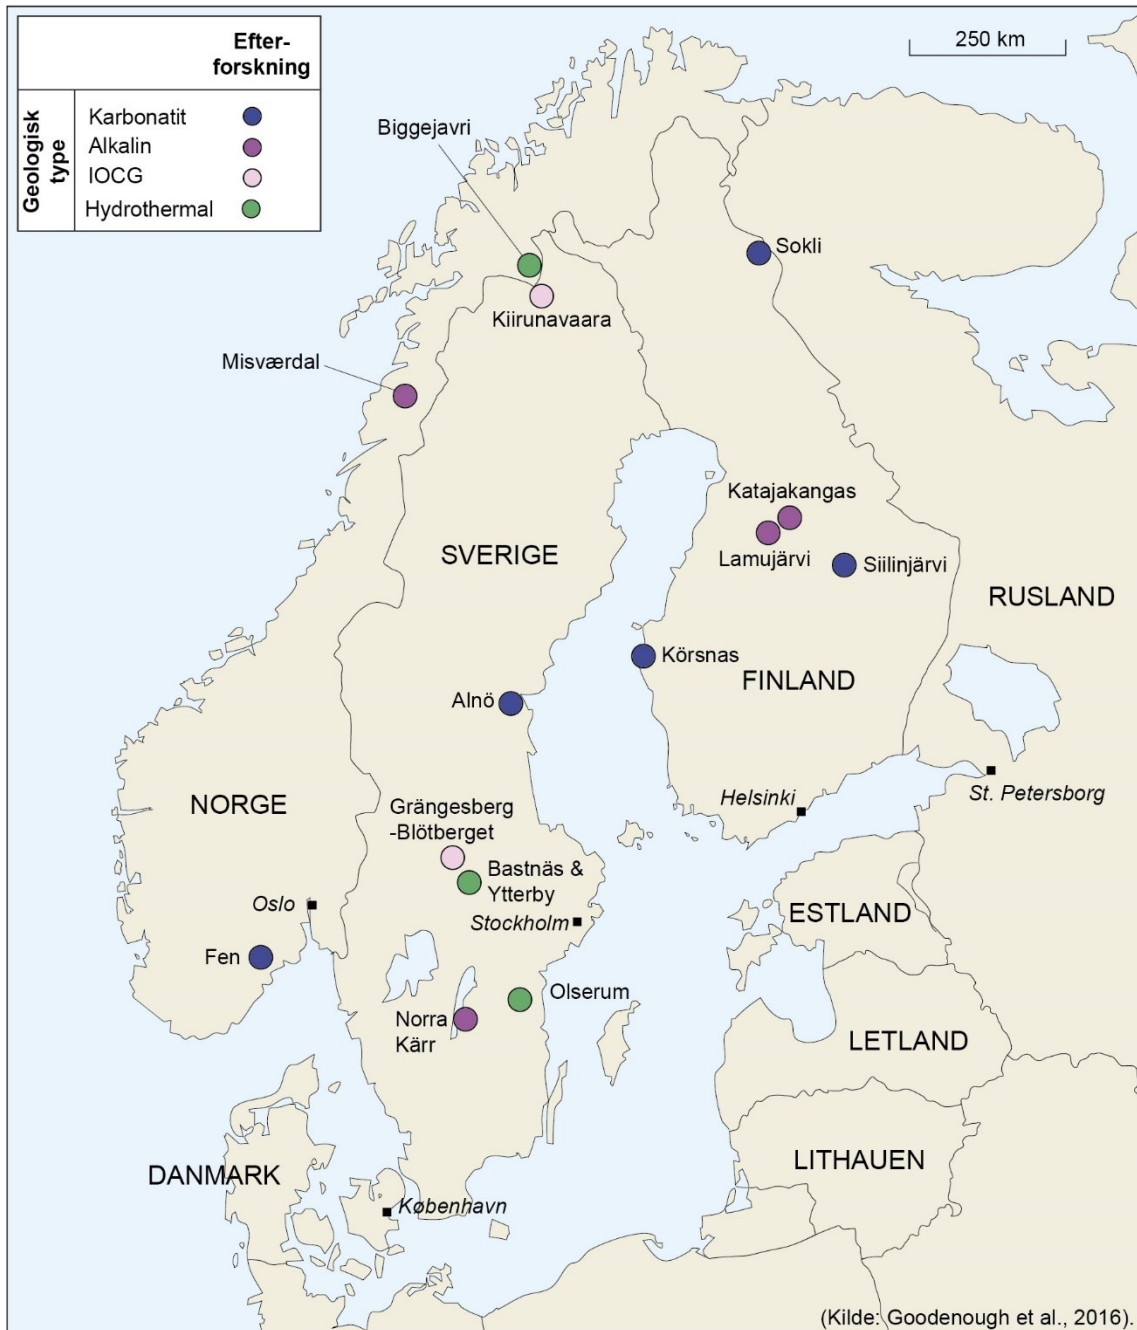 Efter-
forskning
Geologisk
type
Karbonatit
Alkalin
IOCG
Hydrothermal
250 km
Biggejavri
Sokli
Kiirunavaara
Misværdal
Katajakangas
Lamujärvi
SVERIGE
Siilinjärvi
RUSLAND
Körsnas
FINLAND
Alnö
NORGE
Helsinki
St. Petersborg
Grängesberg
-Blötberget
Bastnäs &
Ytterby
Oslo
Stockholm
ESTLAND
Fen
Olserum
Norra
Kärr
LETLAND
LITHAUEN
DANMARK
København
(Kilde: Goodenough et al., 2016).